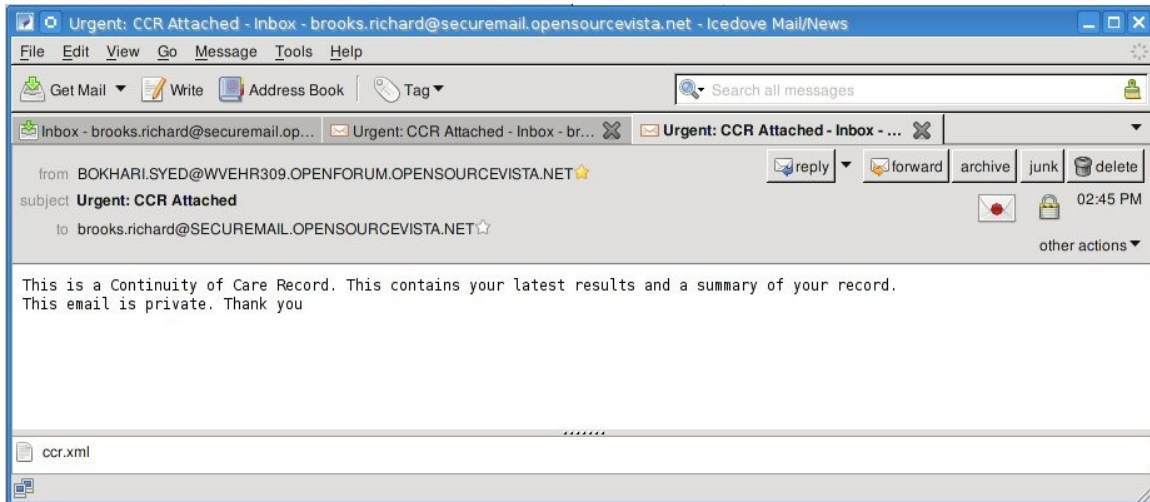 Urgent: CCR Attached - Inbox - brooks.richard@securemail.opensourcevista.net - Icedove Mail/News
File Edit View Go Message Tools Help
Get Mail Write Address Book Tag Search all messages
Inbox - brooks.richard@securemail.op... Urgent: CCR Attached - Inbox - br... Urgent: CCR Attached - Inbox - ...
from BOKHARI.SYED@WVEHR309.OPENFORUM.OPENSOURCEVISTA.NET reply forward archive junk delete
subject Urgent: CCR Attached 02:45 PM
to brooks.richard@SECUREMAIL.OPENSOURCEVISTA.NET
other actions
This is a Continuity of Care Record. This contains your latest results and a summary of your record.
This email is private. Thank you
ccr.xml